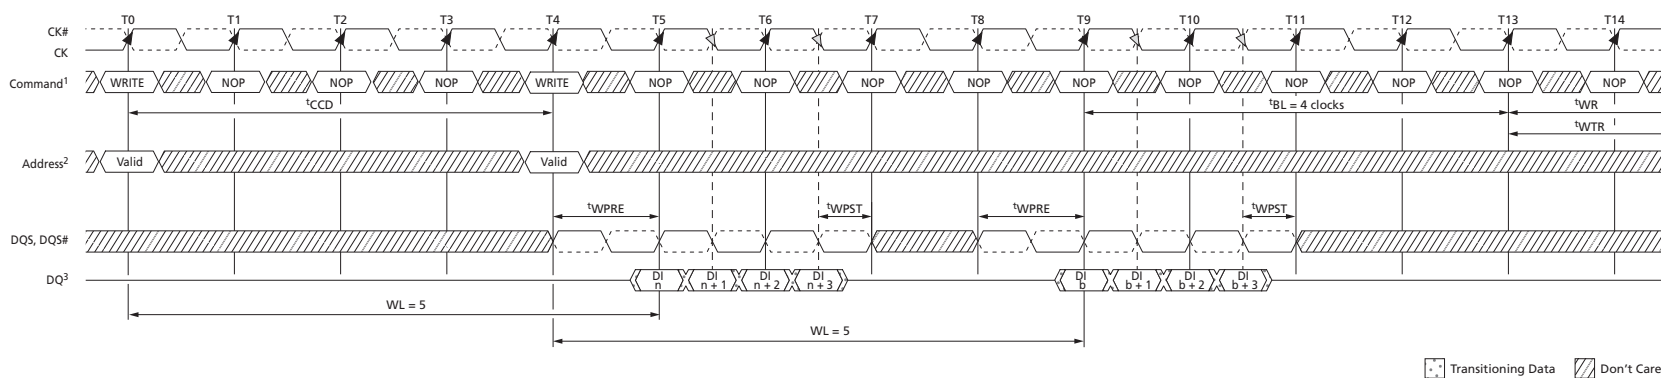 T0 T1 T2 T3 T4 T5 T6 T7 T8 T9 T10 T11 T12 T13 T14
CK#
CK
Command1 WRITE NOP NOP NOP WRITE NOP NOP NOP NOP NOP NOP NOP NOP NOP NOP
tCCD tBL = 4 clocks tWR
tWTR
Address2 Valid Valid
tWPRE tWPST tWPRE tWPST
DQS, DQS#
DQ3 DI n DI n + 1 DI n + 2 DI n + 3 DI b DI b + 1 DI b + 2 DI b + 3
WL = 5
WL = 5
Transitioning Data Don't Care